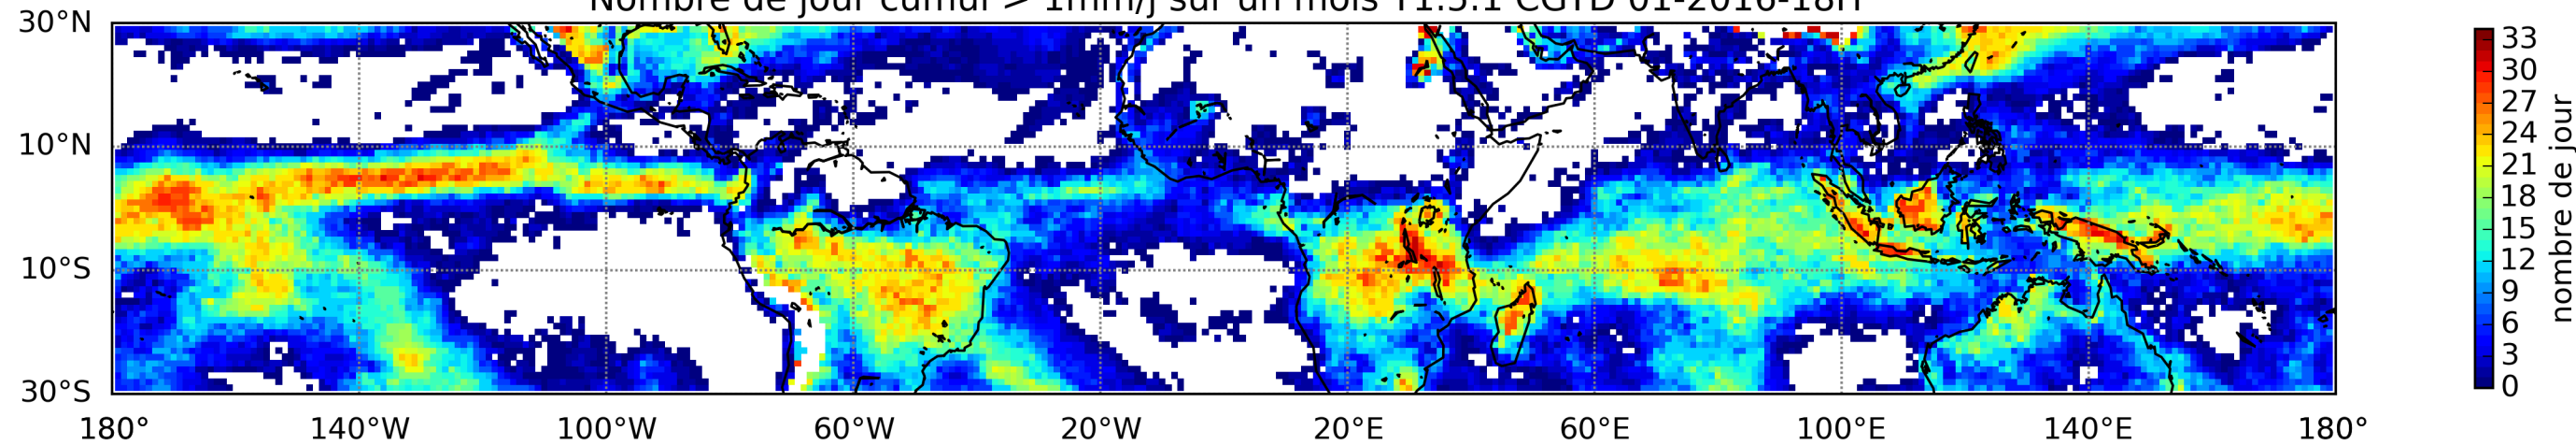 Nombre de jour cumul > 1mm/j sur un mois T1.5.1 CGTD 01-2016-18H
30°N
10°N
10°S
30°S
180°
140°W
100°W
60°W
20°W
20°E
60°E
100°E
140°E
180°
33
30
27
24
21
18
15
12
9
6
3
0
nombre de jour